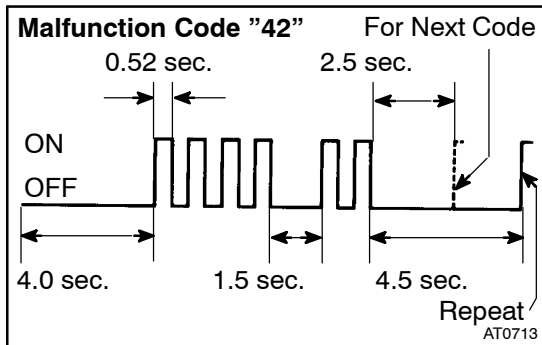 Malfunction Code ”42”
For Next Code
0.52 sec.
2.5 sec.
ON
OFF
4.0 sec.
1.5 sec.
4.5 sec.
Repeat
AT0713